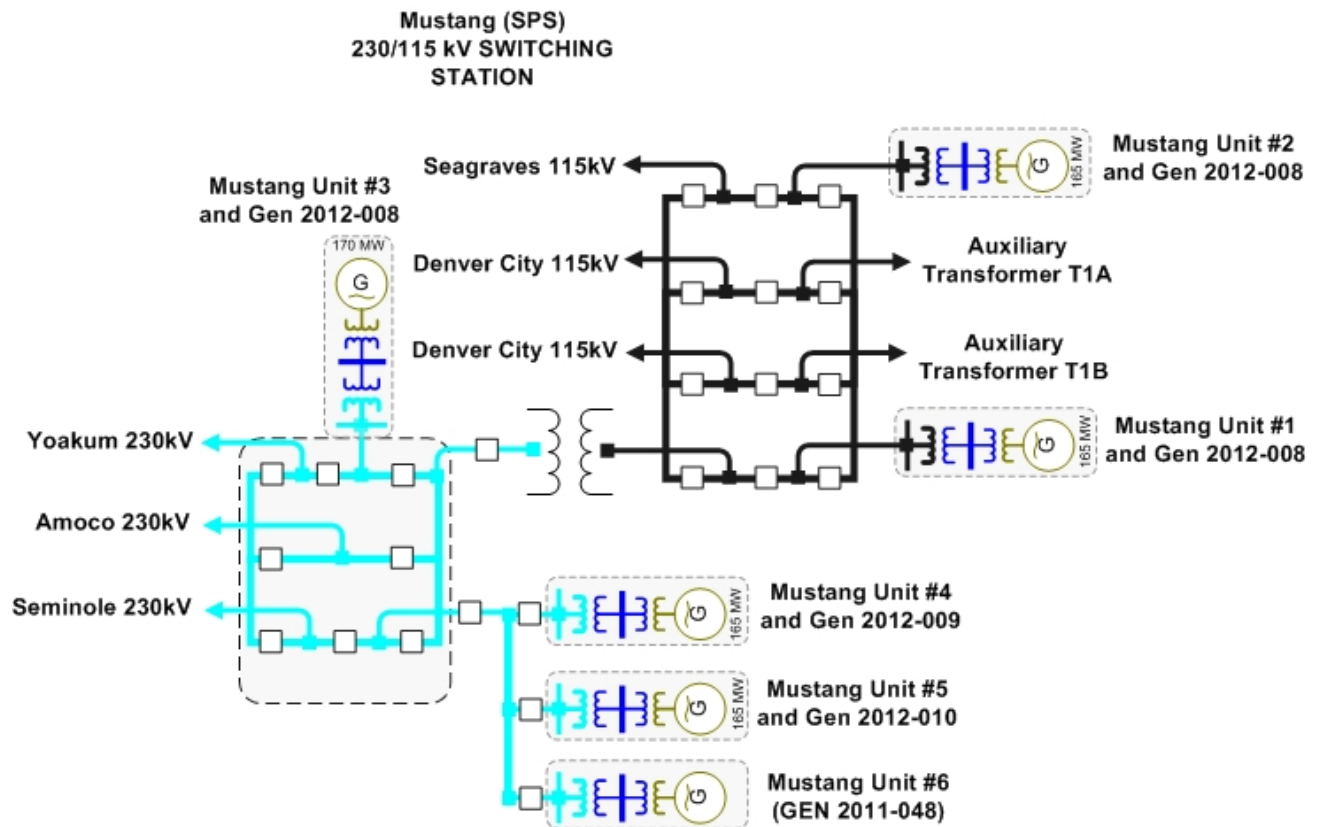 Mustang (SPS)
230/115 kV SWITCHING
STATION
Mustang Unit #3
and Gen 2012-008
170 MW
G
Seagraves 115kV
Denver City 115kV
Denver City 115kV
G
165 MW
Mustang Unit #2
and Gen 2012-008
Auxiliary
Transformer T1A
Auxiliary
Transformer T1B
G
165 MW
Mustang Unit #1
and Gen 2012-008
Yoakum 230kV
Amoco 230kV
Seminole 230kV
G
165 MW
Mustang Unit #4
and Gen 2012-009
G
165 MW
Mustang Unit #5
and Gen 2012-010
G
Mustang Unit #6
(GEN 2011-048)